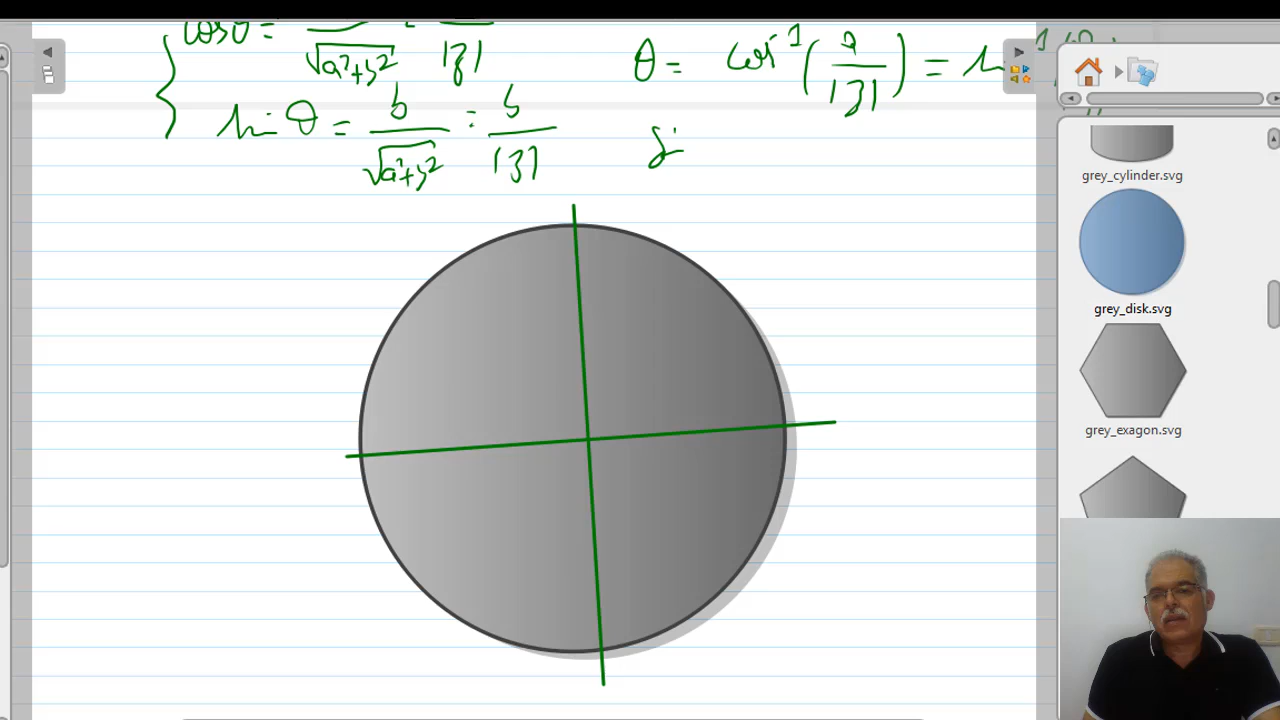 cos θ = / √a²+b² = / |z|
θ = cos⁻¹ ( a / |z| ) =
sin θ = b / √a²+b² = b / |z|
grey_cylinder.svg
grey_disk.svg
grey_exagon.svg